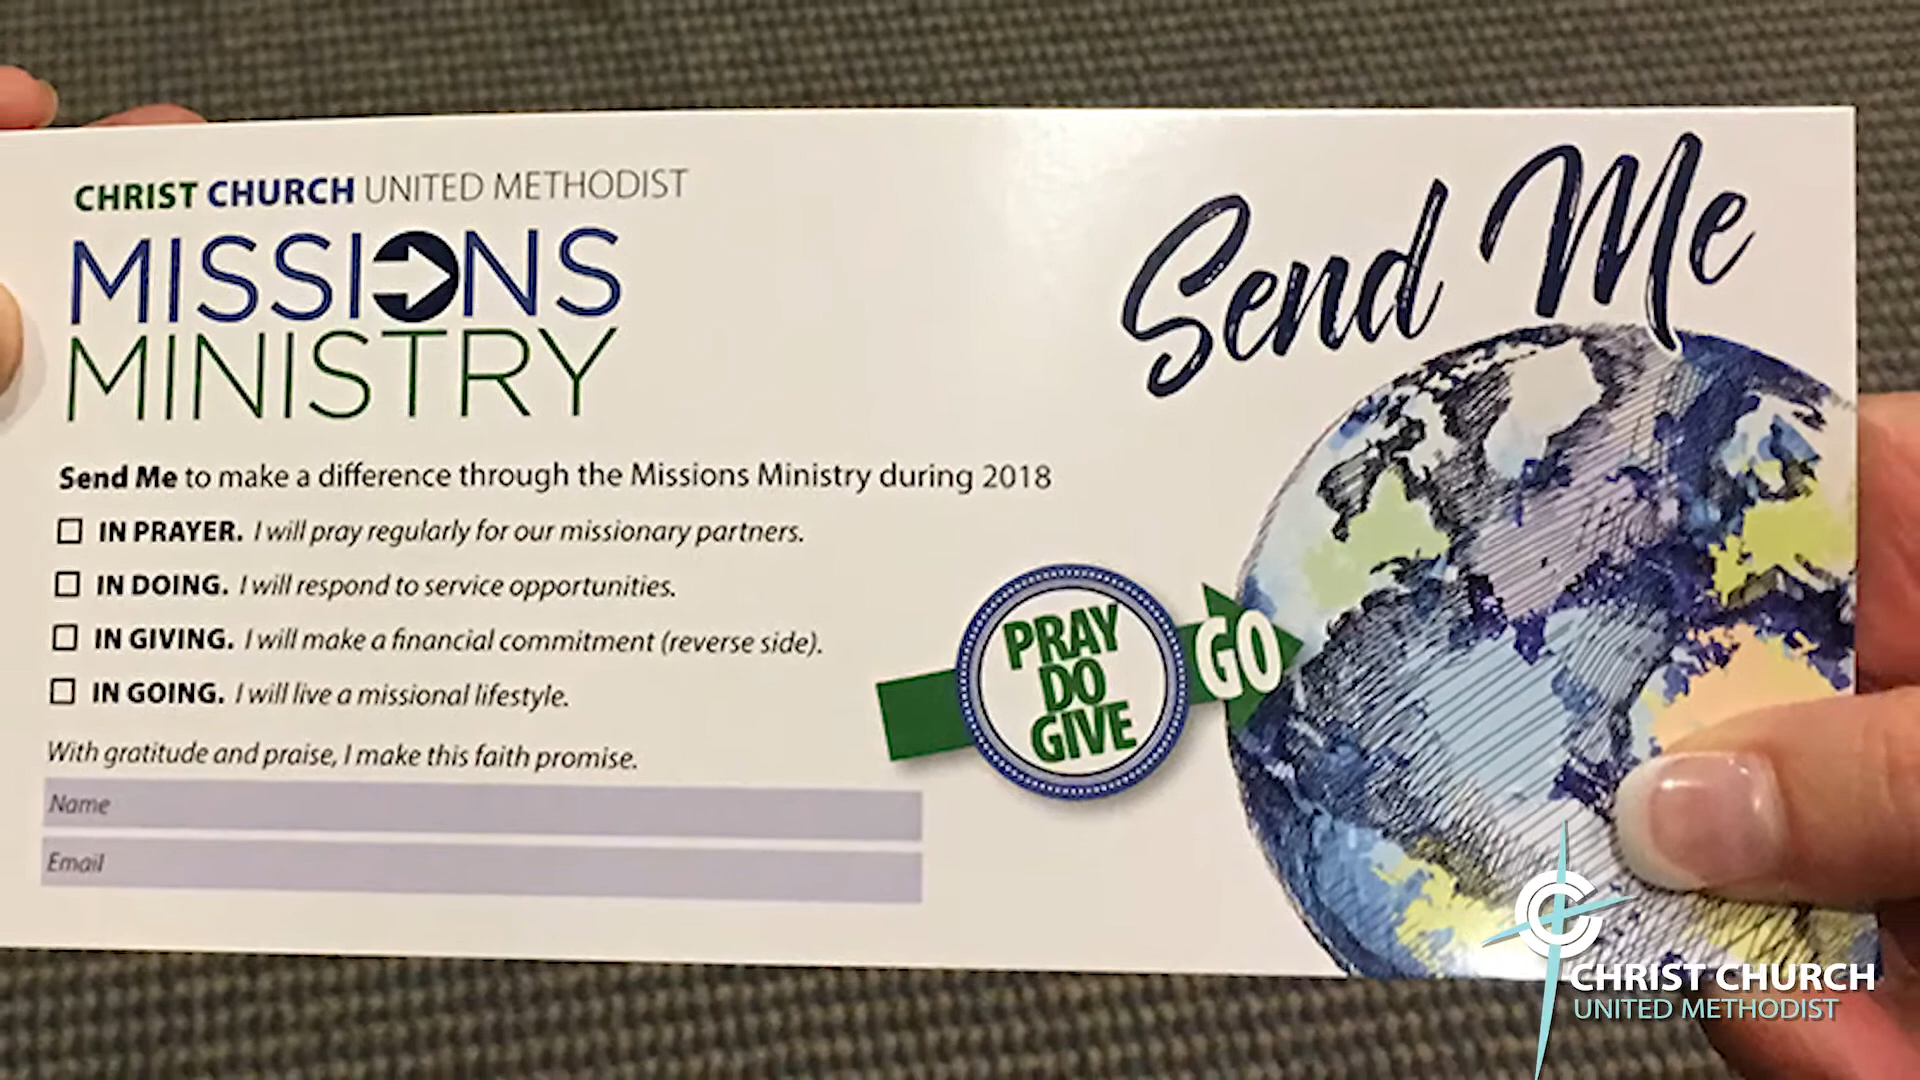 CHRIST CHURCH UNITED METHODIST
MISSIONS
MINISTRY
Send Me
Send Me to make a difference through the Missions Ministry during 2018
IN PRAYER. I will pray regularly for our missionary partners.
IN DOING. I will respond to service opportunities.
IN GIVING. I will make a financial commitment (reverse side).
IN GOING. I will live a missional lifestyle.
With gratitude and praise, I make this faith promise.
Name
Email
PRAY
DO
GIVE
GO
CHRIST CHURCH
UNITED METHODIST